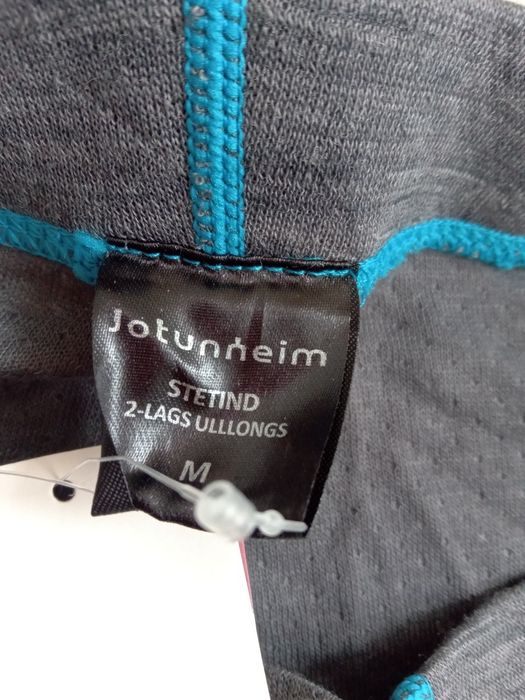 Jotunheim
STETIND
2-LAGS ULLLONGS
M